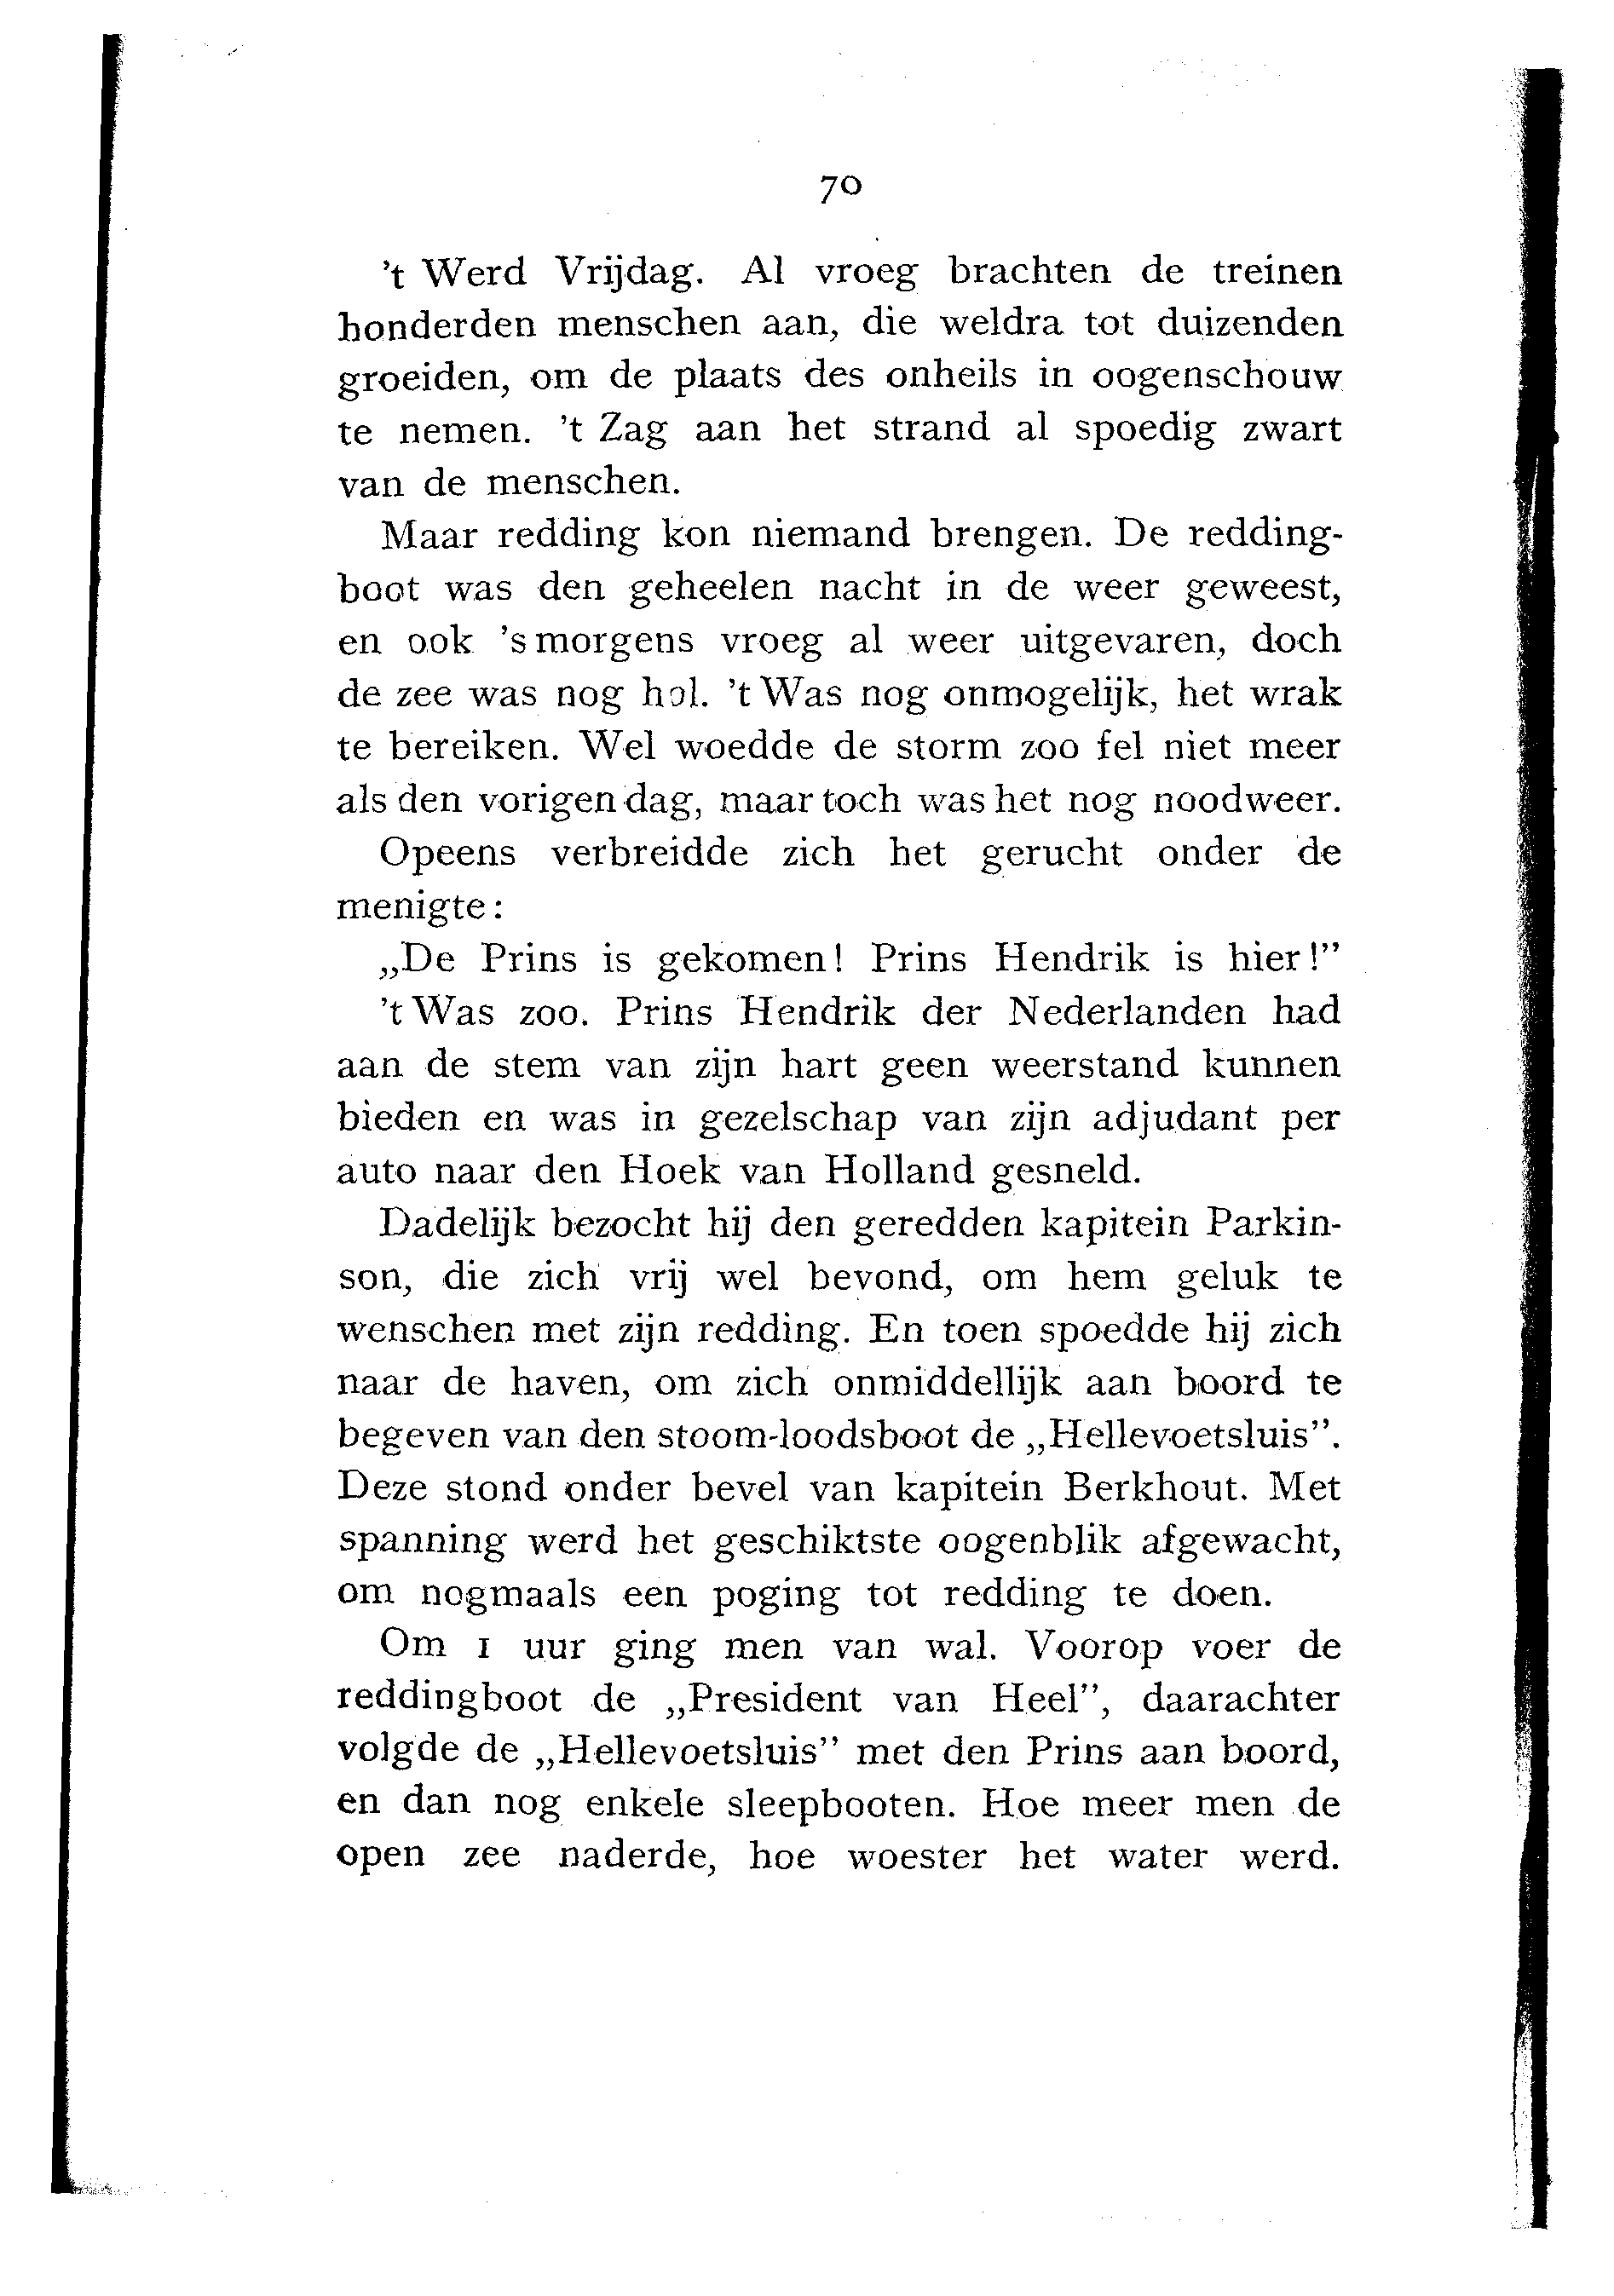 70
't Werd Vrijdag. Al vroeg brachten de treinen
honderden menschen aan, die weldra tot duizenden
groeiden, om de plaats des onheils in oogenschouw
te nemen. 't Zag aan het strand al spoedig zwart
van de menschen.
Maar redding kon niemand brengen. De redding-
boot was den geheelen nacht in de weer geweest,
en ook 's morgens vroeg al weer uitgevaren, doch
de zee was nog hol. 't Was nog onmogelijk, het wrak
te bereiken. Wel woedde de storm zoo fel niet meer
als den vorigen dag, maar toch was het nog noodweer.
Opeens verbreidde zich het gerucht onder de
menigte:
„De Prins is gekomen! Prins Hendrik is hier!”
't Was zoo. Prins Hendrik der Nederlanden had
aan de stem van zijn hart geen weerstand kunnen
bieden en was in gezelschap van zijn adjudant per
auto naar den Hoek van Holland gesneld.
Dadelijk bezocht hij den geredden kapitein Parkin-
son, die zich vrij wel bevond, om hem geluk te
wenschen met zijn redding. En toen spoedde hij zich
naar de haven, om zich onmiddellijk aan boord te
begeven van den stoom-loodsboot de „Hellevoetsluis”.
Deze stond onder bevel van kapitein Berkhout. Met
spanning werd het geschiktste oogenblik afgewacht,
om nogmaals een poging tot redding te doen.
Om 1 uur ging men van wal. Voorop voer de
reddingboot de „President van Heel”, daarachter
volgde de „Hellevoetsluis” met den Prins aan boord,
en dan nog enkele sleepbooten. Hoe meer men de
open zee naderde, hoe woester het water werd.